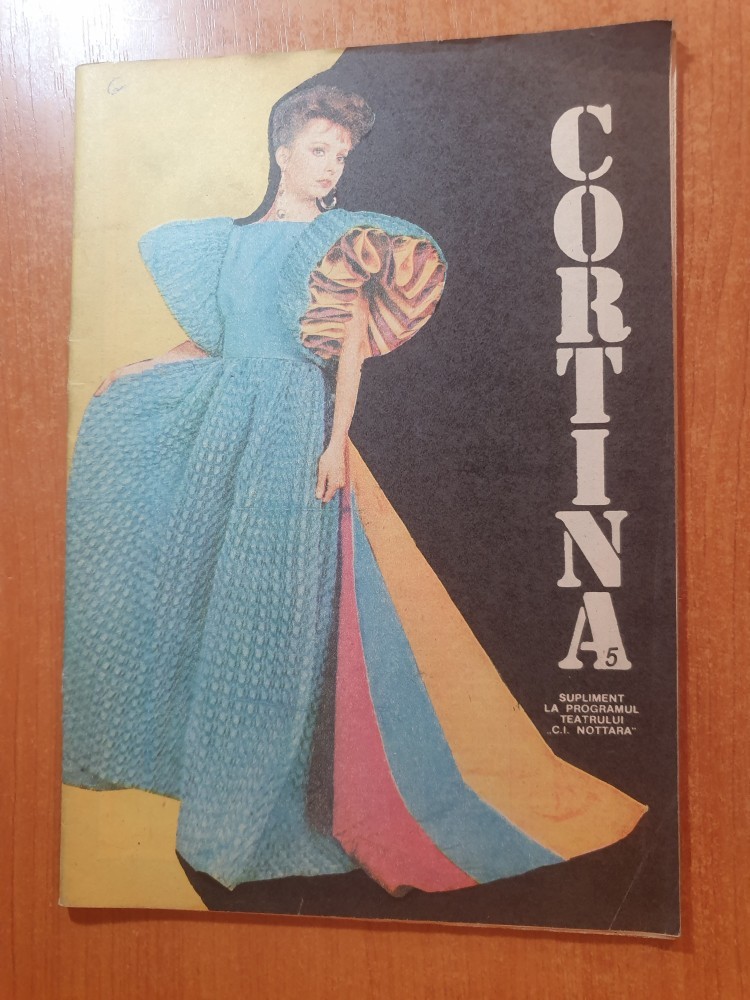 CORTINA
5
SUPLIMENT
LA PROGRAMUL
TEATRULUI
„C.I. NOTTARA"